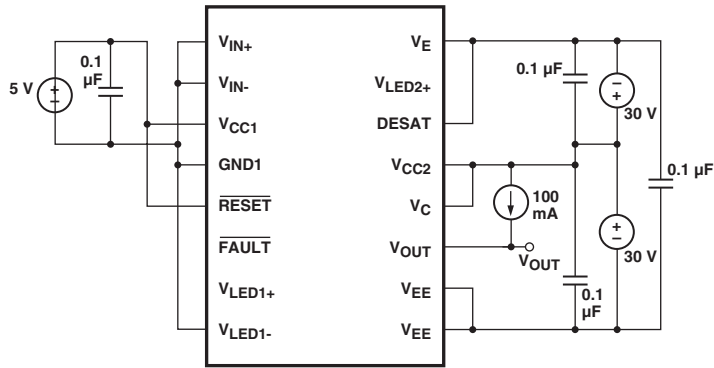 5 V
+
−
0.1
µF
VIN+
VIN-
VCC1
GND1
RESET
FAULT
VLED1+
VLED1-
VE
VLED2+
DESAT
VCC2
VC
VOUT
VEE
VEE
0.1 µF
−
+
30 V
0.1 µF
100
mA
VOUT
+
−
30 V
0.1
µF